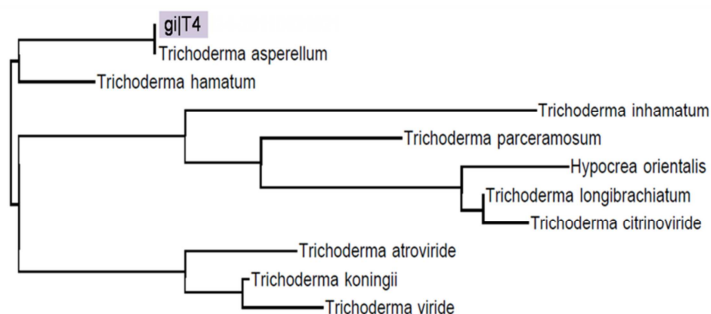 gi|T4
Trichoderma asperellum
Trichoderma hamatum
Trichoderma inhamatum
Trichoderma parceramosum
Hypocrea orientalis
Trichoderma longibrachiatum
Trichoderma citrinoviride
Trichoderma atroviride
Trichoderma koningii
Trichoderma viride